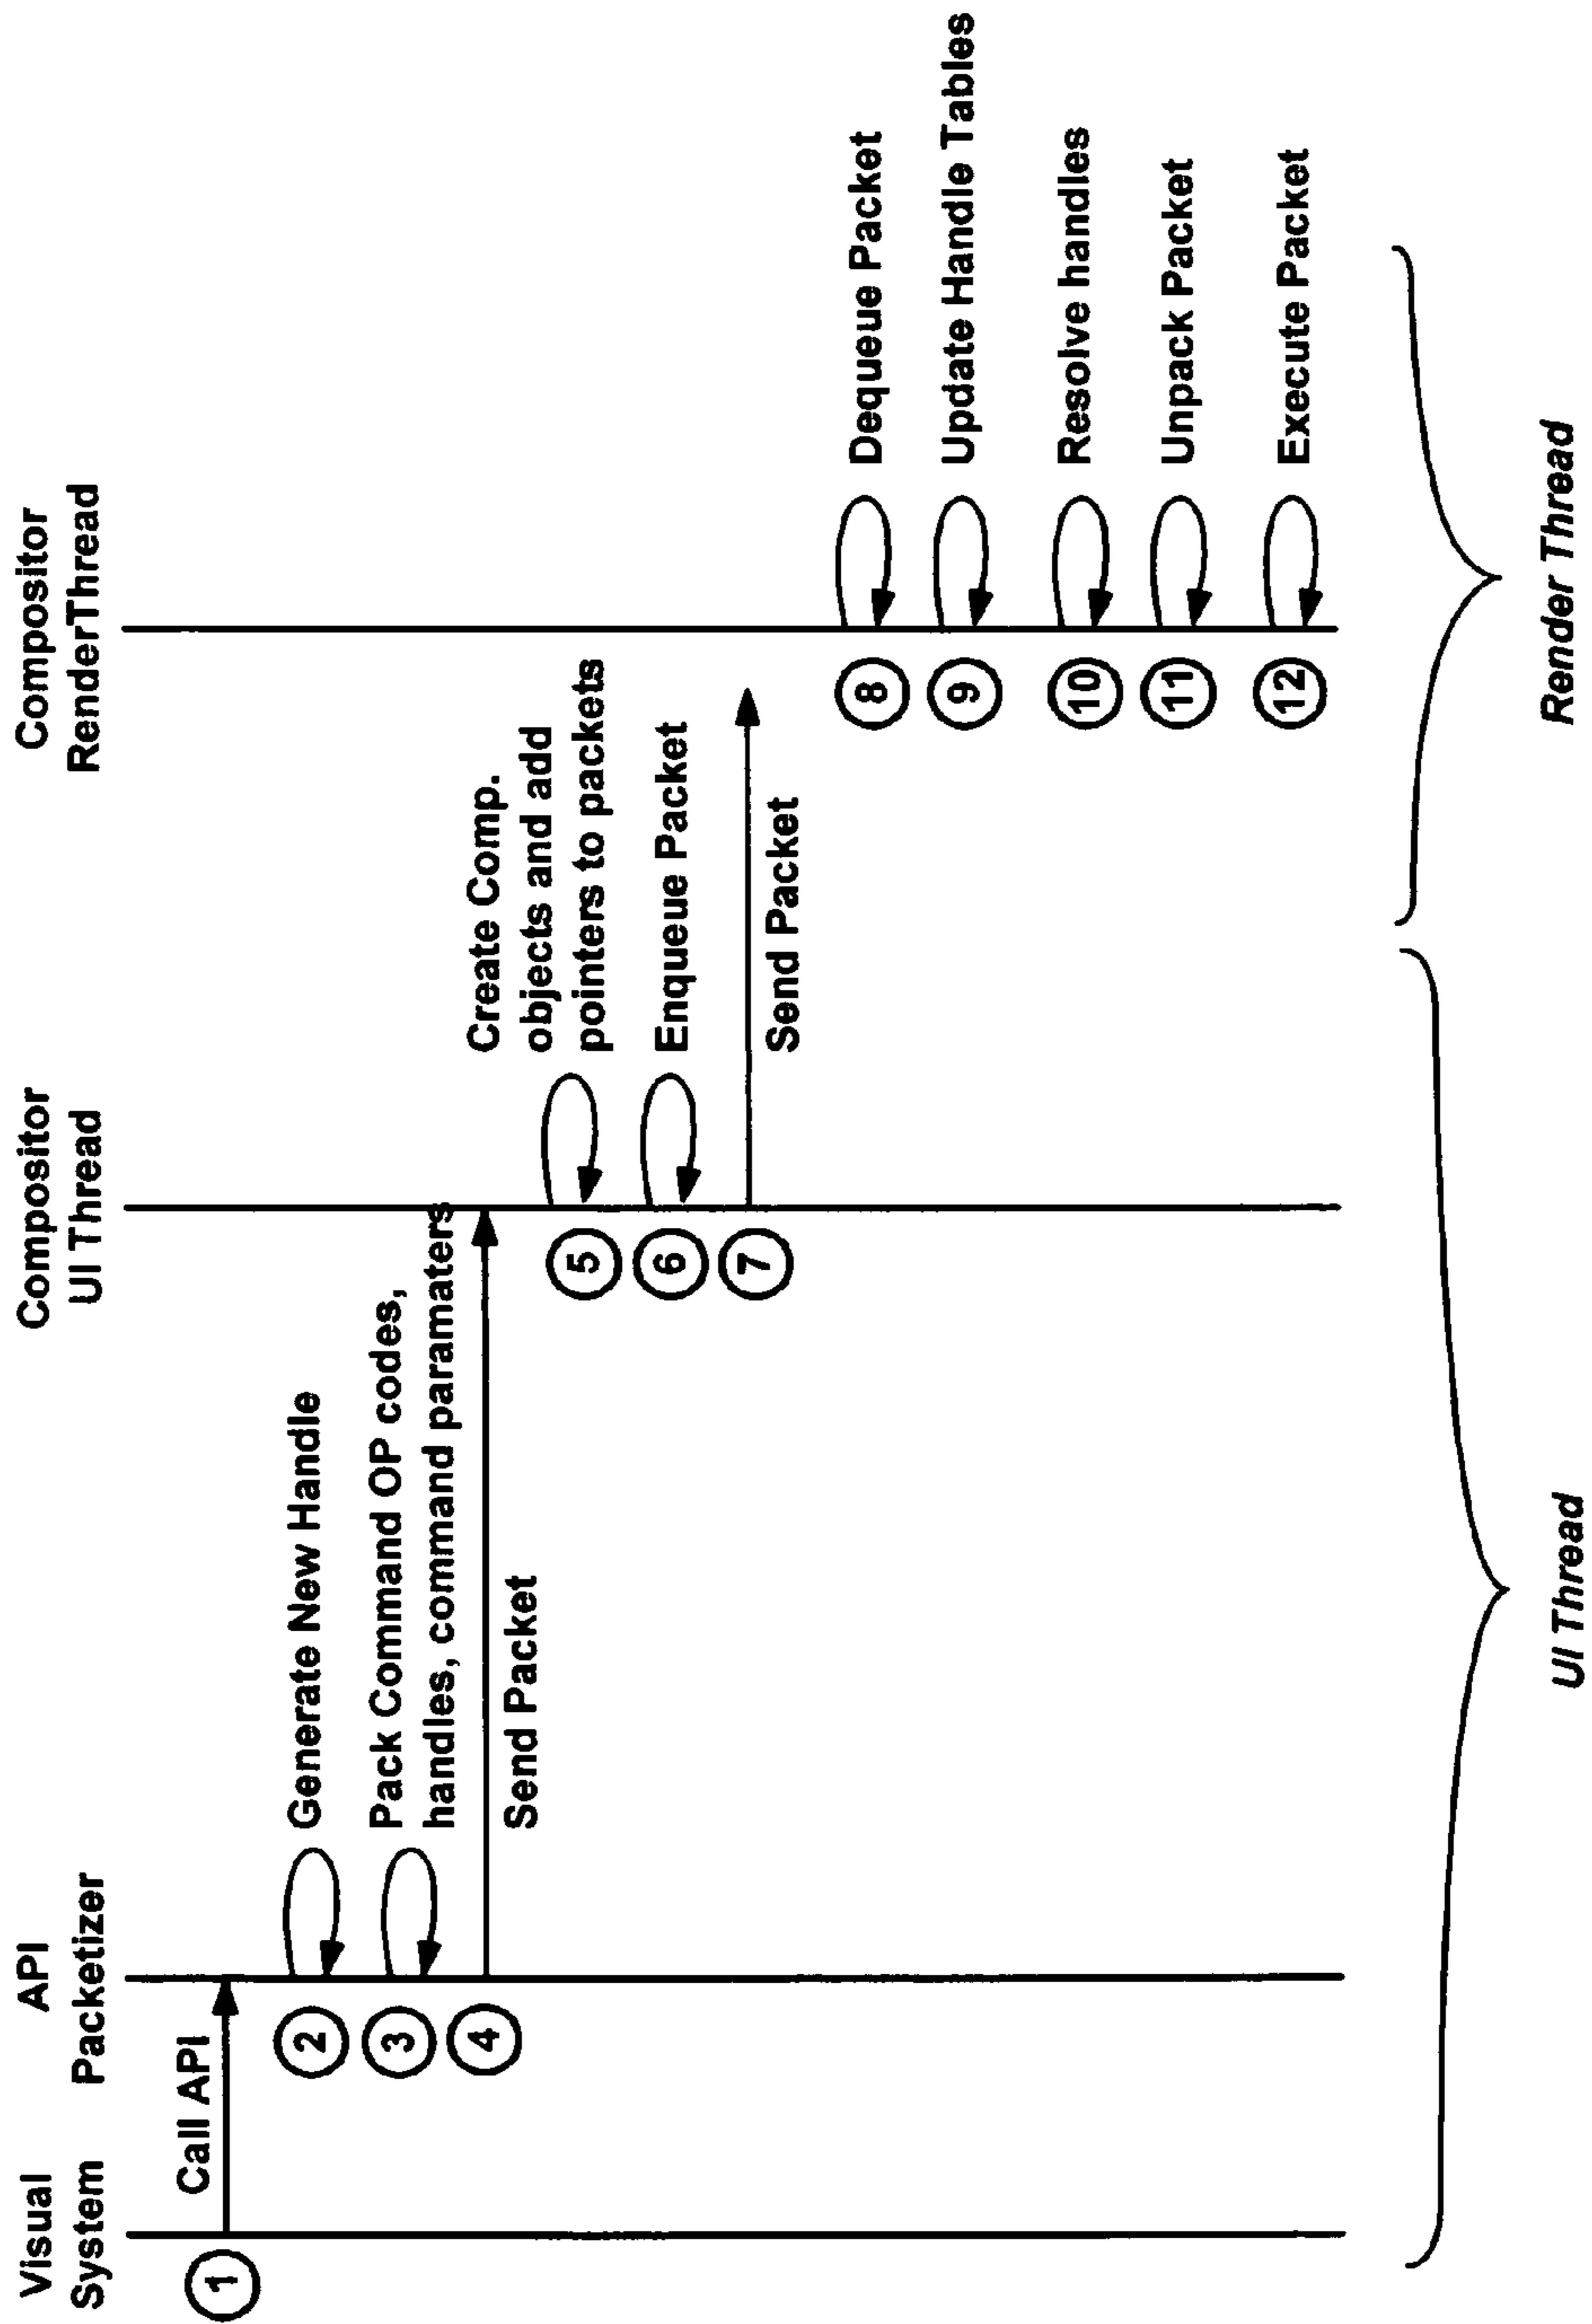 Visual
System
API
Packetizer
Compositor
UI Thread
Compositor
RenderThread
1
Call API
2
Generate New Handle
3
Pack Command OP codes,
handles, command paramaters
4
Send Packet
5
Create Comp.
objects and add
pointers to packets
6
Enqueue Packet
7
Send Packet
8
Dequeue Packet
9
Update Handle Tables
10
Resolve handles
11
Unpack Packet
12
Execute Packet
UI Thread
Render Thread